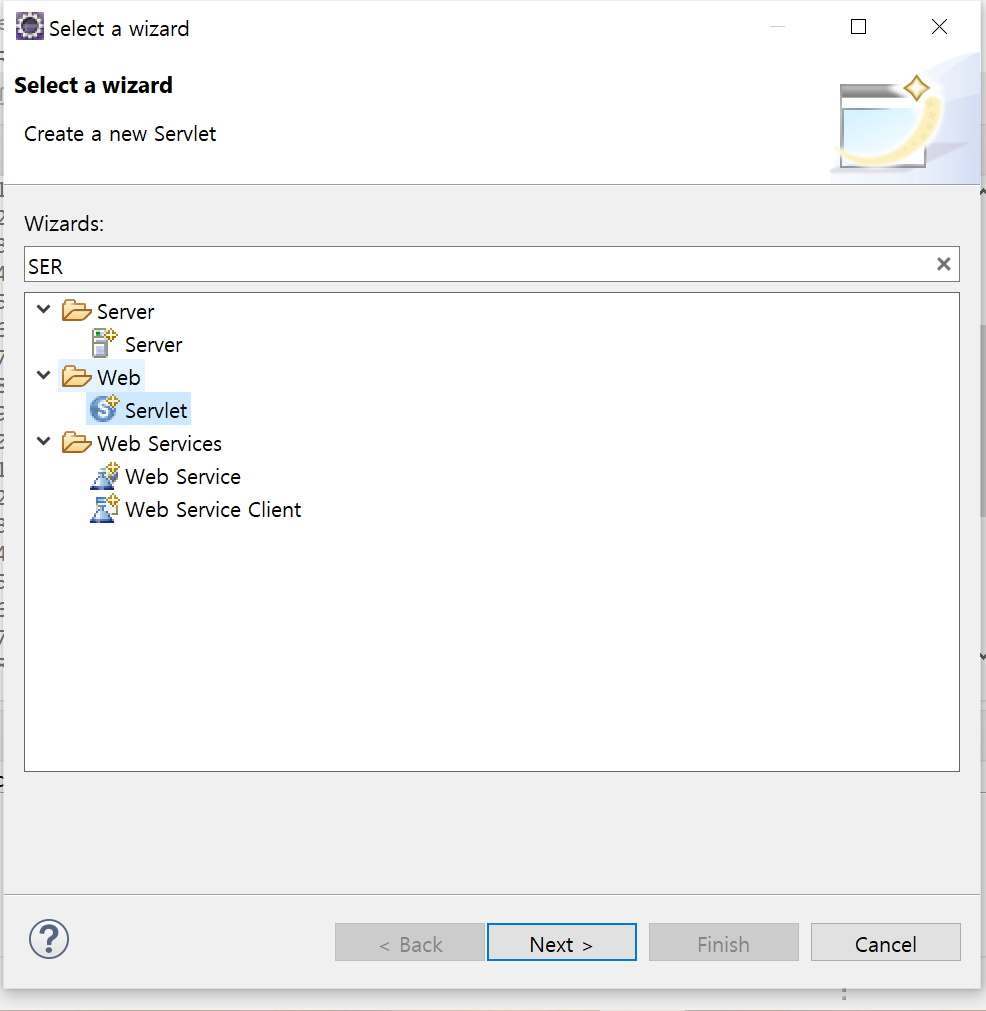 Select a wizard
Select a wizard
Create a new Servlet
Wizards:
SER
Server
Server
Web
Servlet
Web Services
Web Service
Web Service Client
< Back
Next >
Finish
Cancel